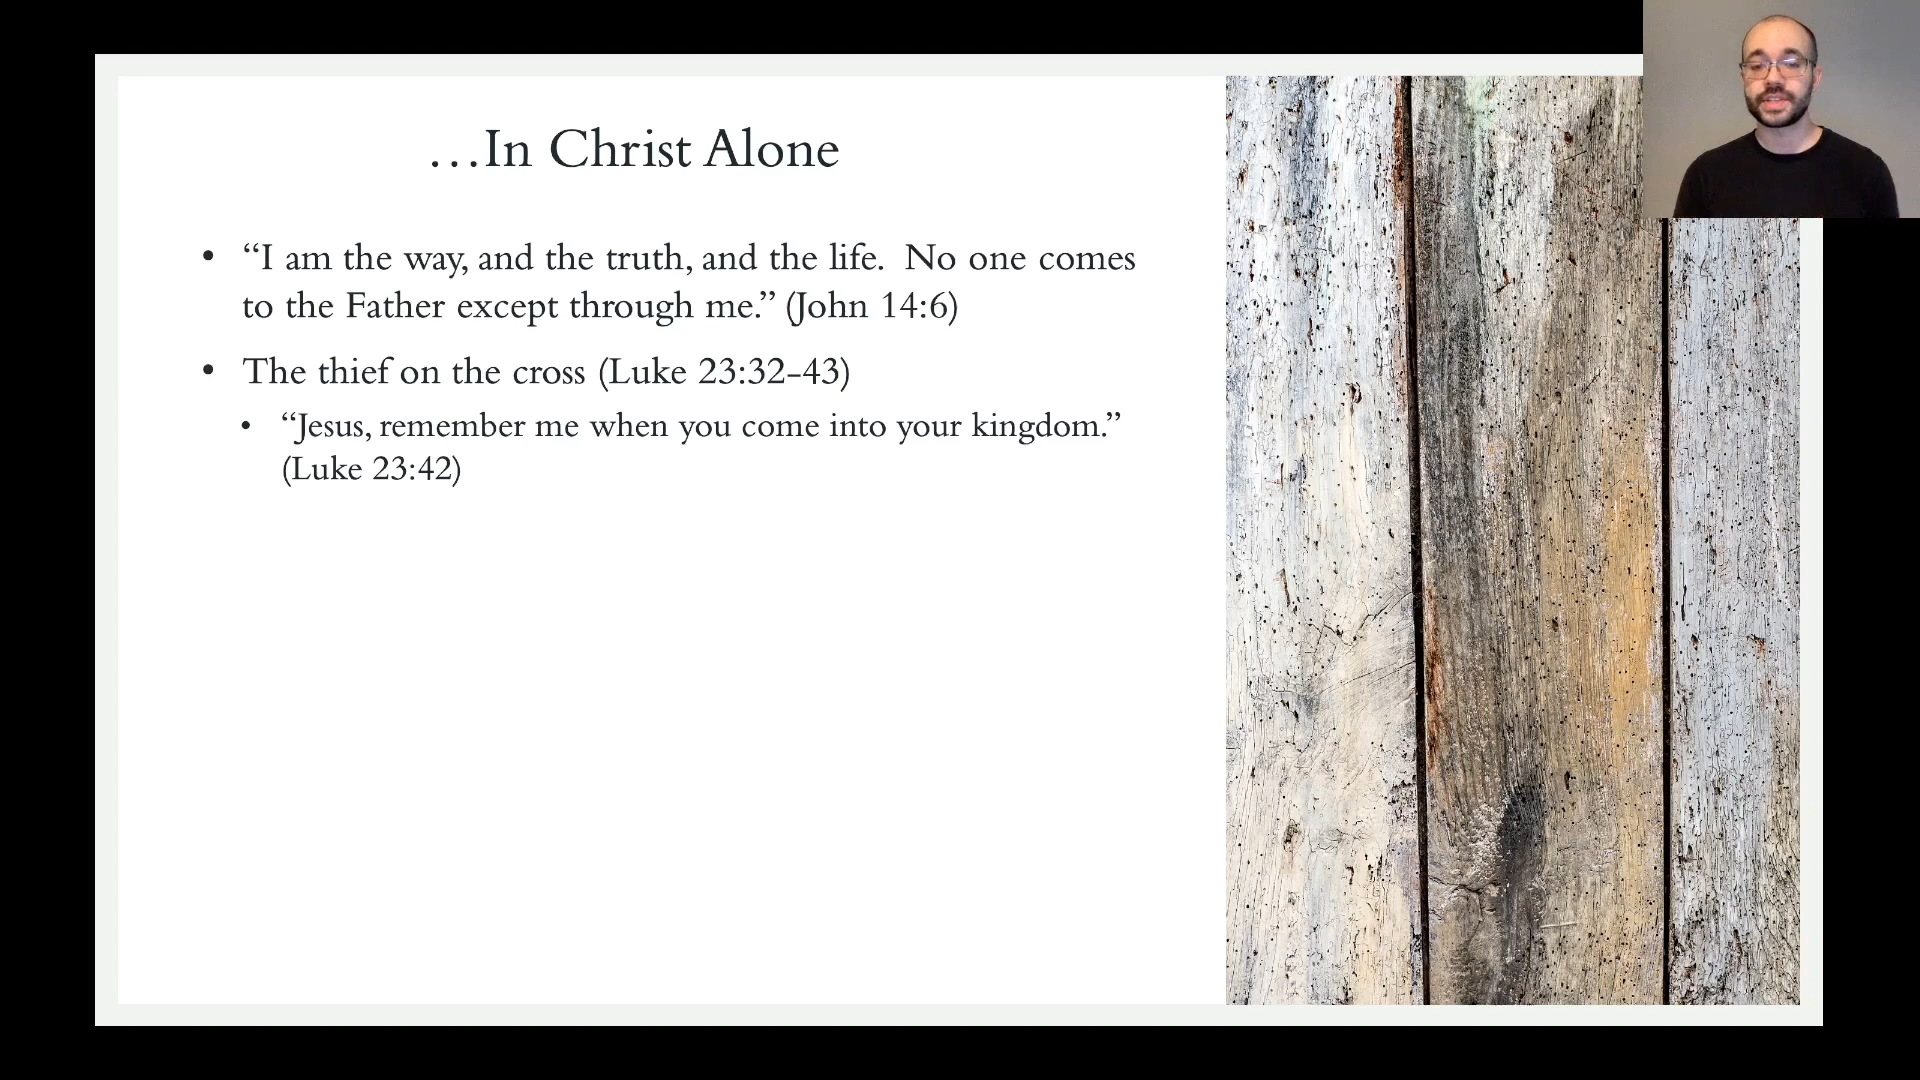 …In Christ Alone
• “I am the way, and the truth, and the life.  No one comes
to the Father except through me.” (John 14:6)
• The thief on the cross (Luke 23:32-43)
• “Jesus, remember me when you come into your kingdom.”
(Luke 23:42)